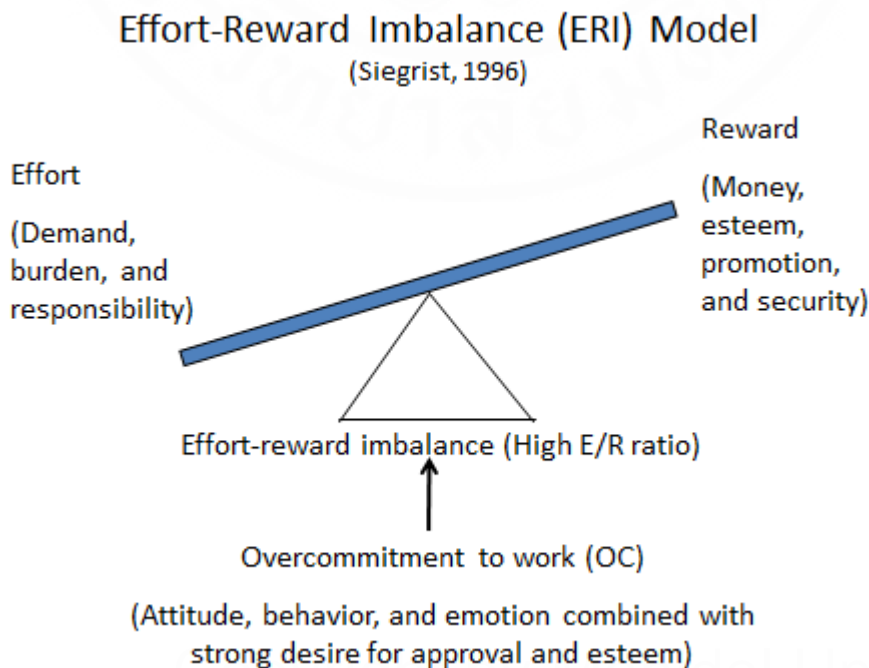 Effort-Reward Imbalance (ERI) Model
(Siegrist, 1996)
Effort
(Demand,
burden, and
responsibility)
Reward
(Money,
esteem,
promotion,
and security)
Effort-reward imbalance (High E/R ratio)
Overcommitment to work (OC)
(Attitude, behavior, and emotion combined with
strong desire for approval and esteem)